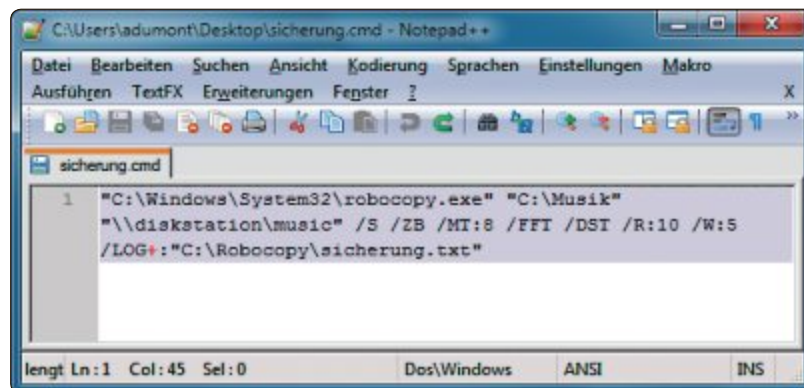 C:\Users\adumont\Desktop\sicherung.cmd - Notepad++
Datei Bearbeiten Suchen Ansicht Kodierung Sprachen Einstellungen Makro
Ausführen TextFX Erweiterungen Fenster ? X
sicherung.cmd
1 "C:\Windows\System32\robocopy.exe" "C:\Musik"
"\\diskstation\music" /S /ZB /MT:8 /FFT /DST /R:10 /W:5
/LOG+:"C:\Robocopy\sicherung.txt"
lengt Ln:1 Col:45 Sel:0 Dos\Windows ANSI INS